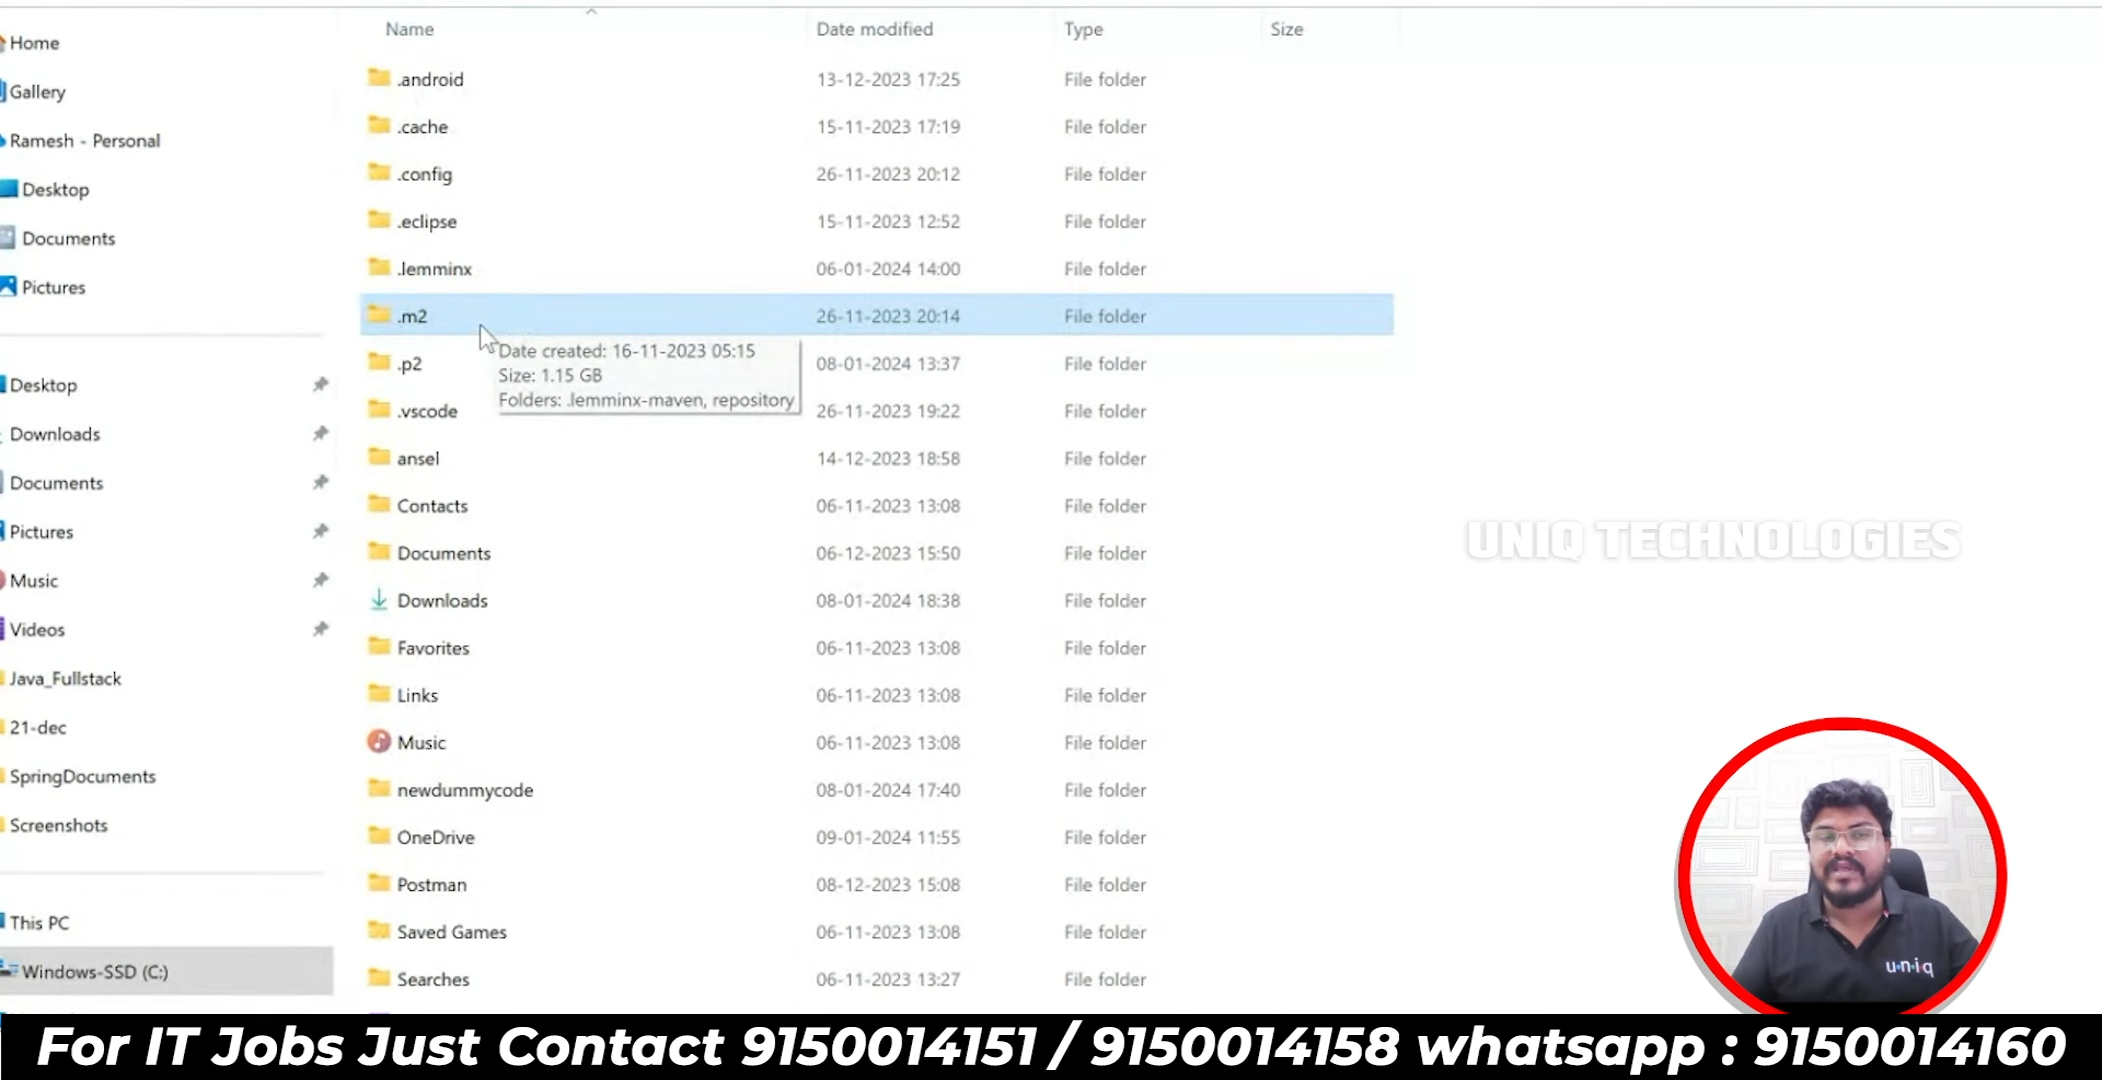 Name Date modified Type Size
Home
Gallery
Ramesh - Personal
Desktop
Documents
Pictures
Desktop
Downloads
Documents
Pictures
Music
Videos
Java_Fullstack
21-dec
SpringDocuments
Screenshots
This PC
Windows-SSD (C:)
.android 13-12-2023 17:25 File folder
.cache 15-11-2023 17:19 File folder
.config 26-11-2023 20:12 File folder
.eclipse 15-11-2023 12:52 File folder
.lemminx 06-01-2024 14:00 File folder
.m2 26-11-2023 20:14 File folder
Date created: 16-11-2023 05:15
Size: 1.15 GB
Folders: .lemminx-maven, repository
.p2 08-01-2024 13:37 File folder
.vscode 26-11-2023 19:22 File folder
ansel 14-12-2023 18:58 File folder
Contacts 06-11-2023 13:08 File folder
Documents 06-12-2023 15:50 File folder
Downloads 08-01-2024 18:38 File folder
Favorites 06-11-2023 13:08 File folder
Links 06-11-2023 13:08 File folder
Music 06-11-2023 13:08 File folder
newdummycode 08-01-2024 17:40 File folder
OneDrive 09-01-2024 11:55 File folder
Postman 08-12-2023 15:08 File folder
Saved Games 06-11-2023 13:08 File folder
Searches 06-11-2023 13:27 File folder
UNIQ TECHNOLOGIES
u·n·i·q
For IT Jobs Just Contact 9150014151 / 9150014158 whatsapp : 9150014160